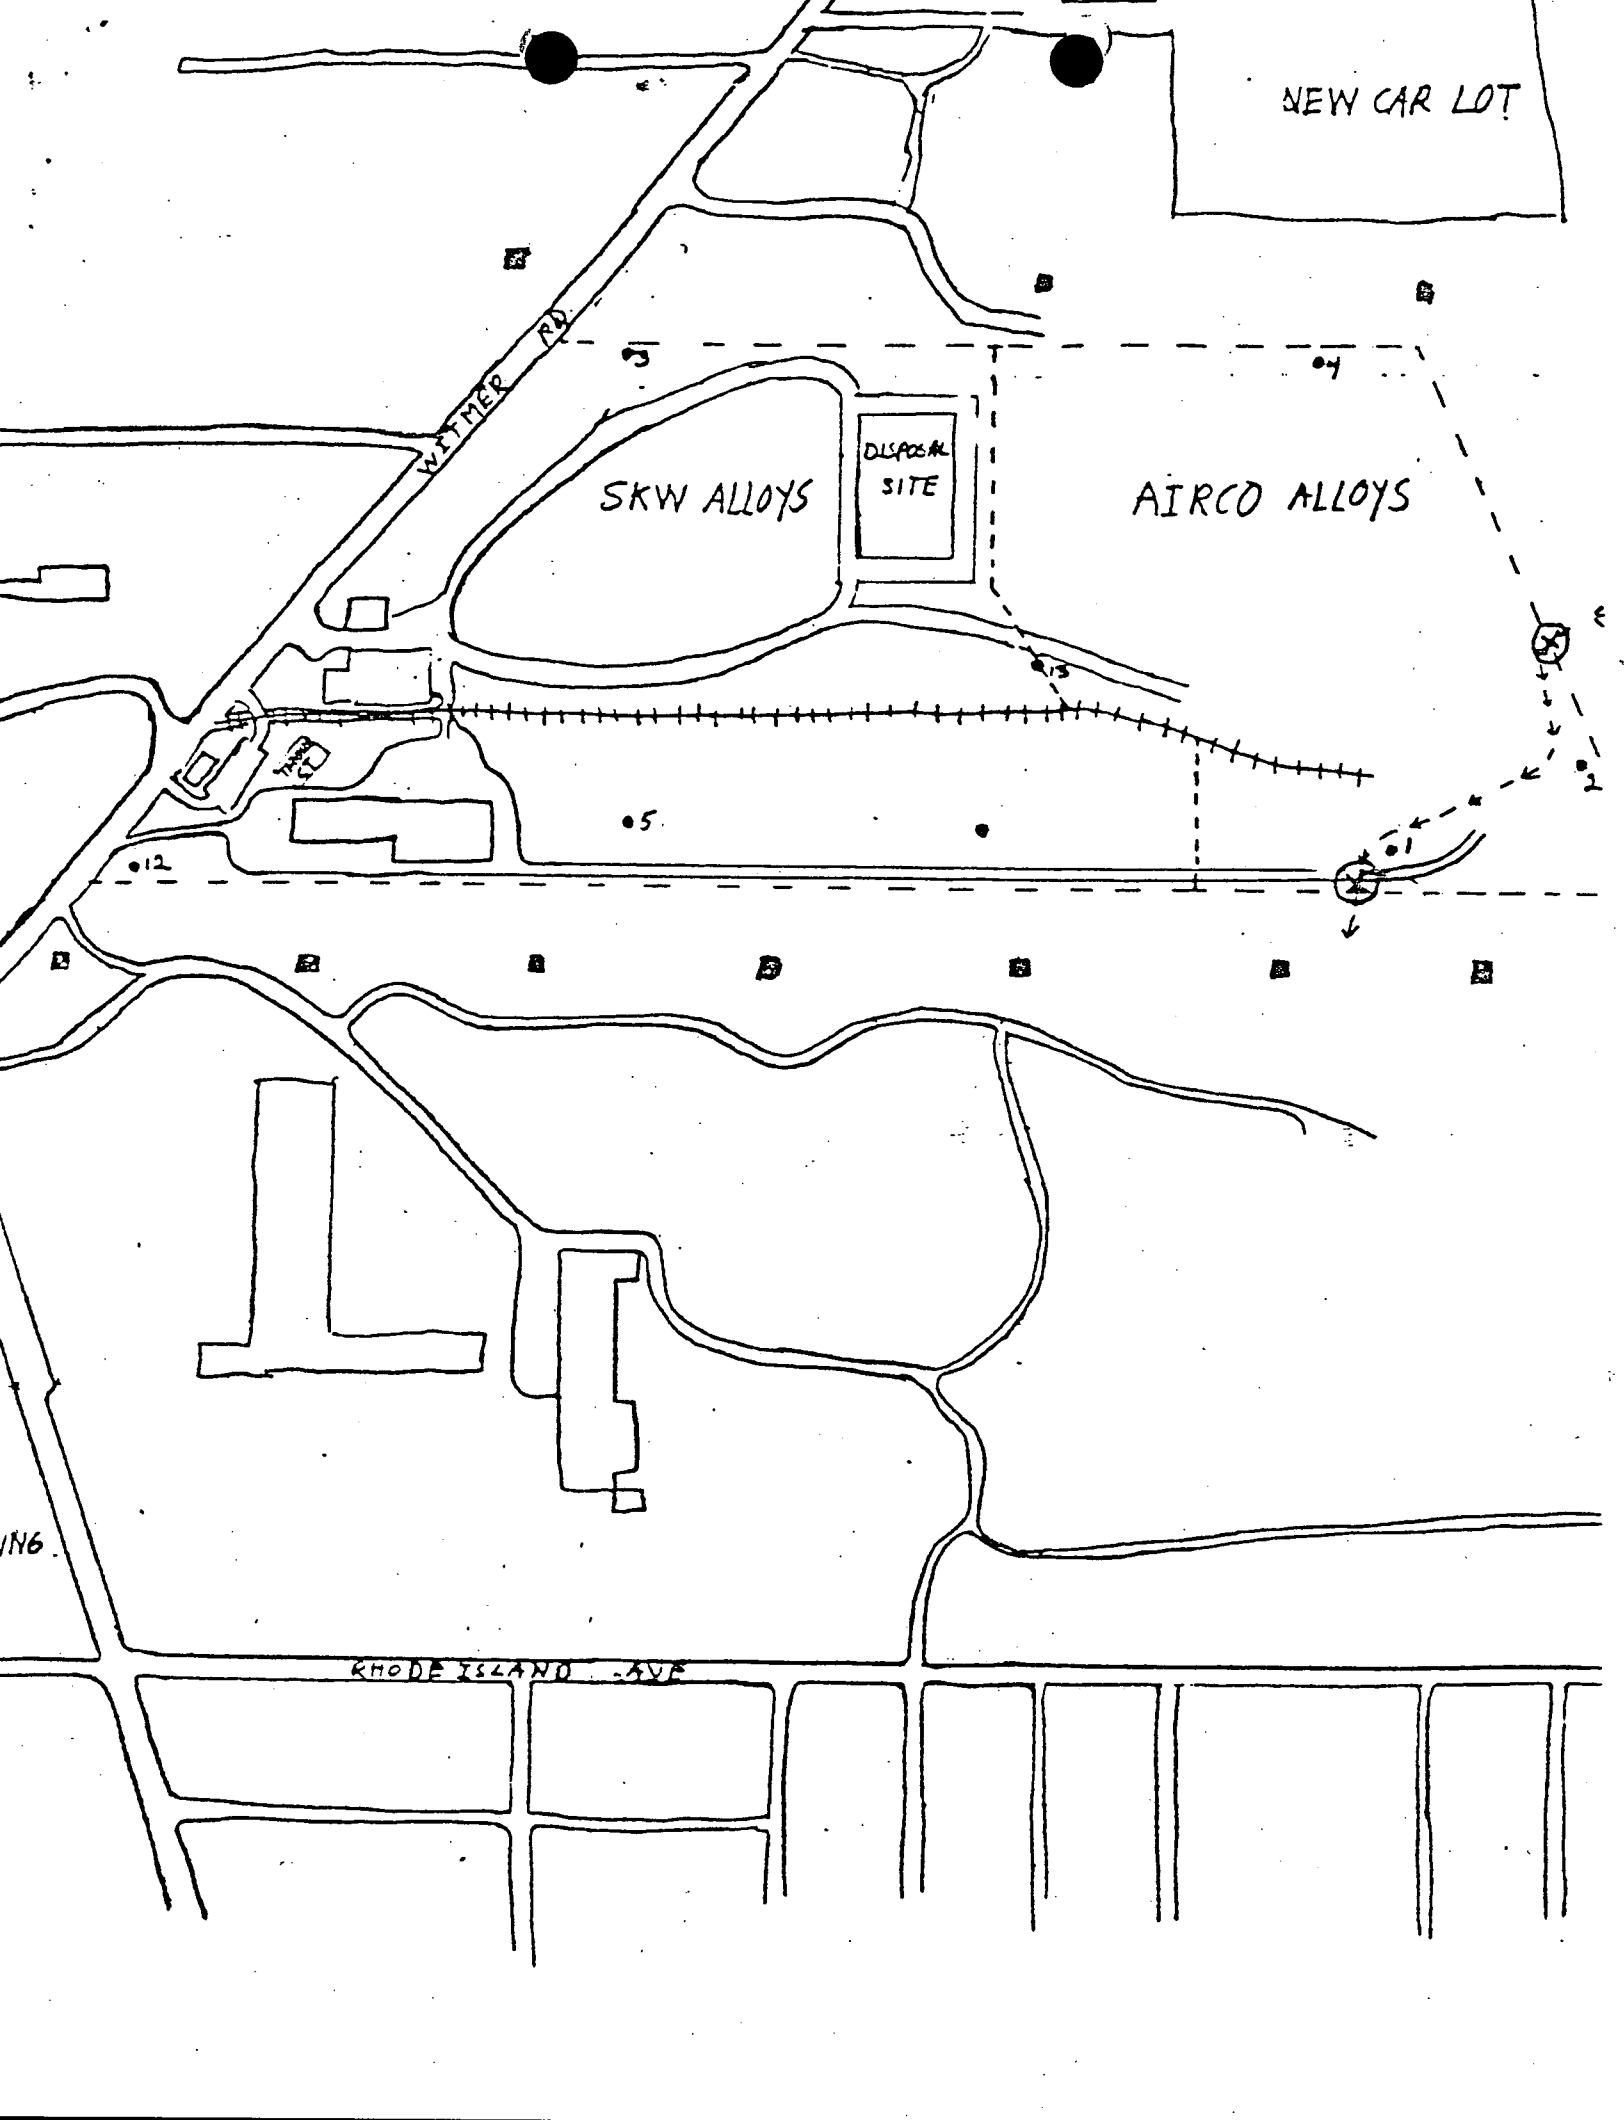 NEW CAR LOT
WITMER RD.
3
4
DISPOSAL
SITE
SKW ALLOYS
AIRCO ALLOYS
13
2
5
1
12
RHODE ISLAND AVE